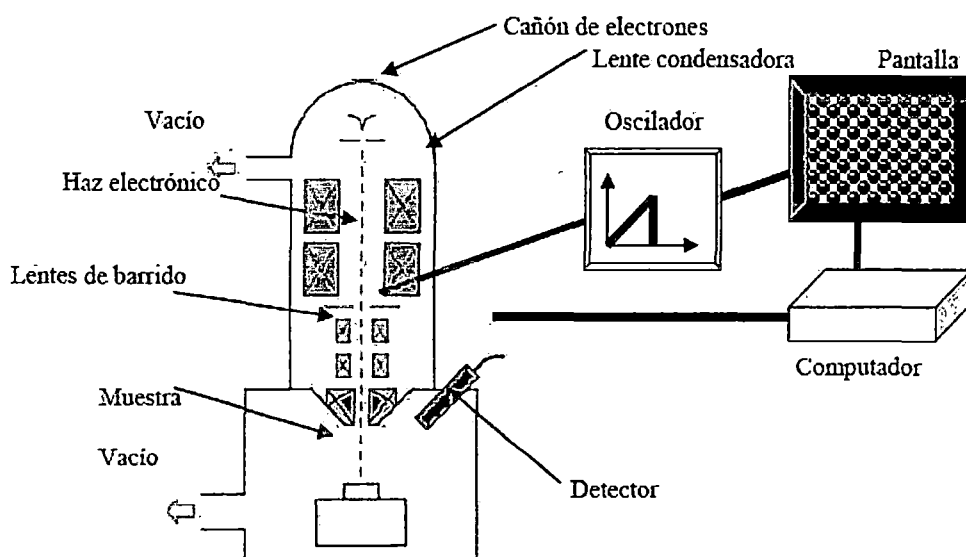 Cañón de electrones
Lente condensadora
Pantalla
Vacío
Oscilador
Haz electrónico
Lentes de barrido
Computador
Muestra
Vacío
Detector